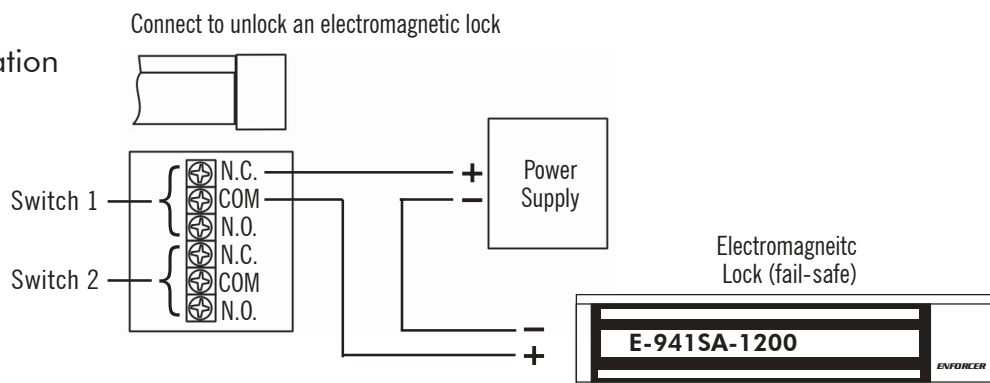 Connect to unlock an electromagnetic lock
ation
N.C.
COM
N.O.
N.C.
COM
N.O.
Switch 1
Switch 2
+
−
Power
Supply
Electromagneitc
Lock (fail-safe)
−
+
E-941SA-1200
ENFORCER